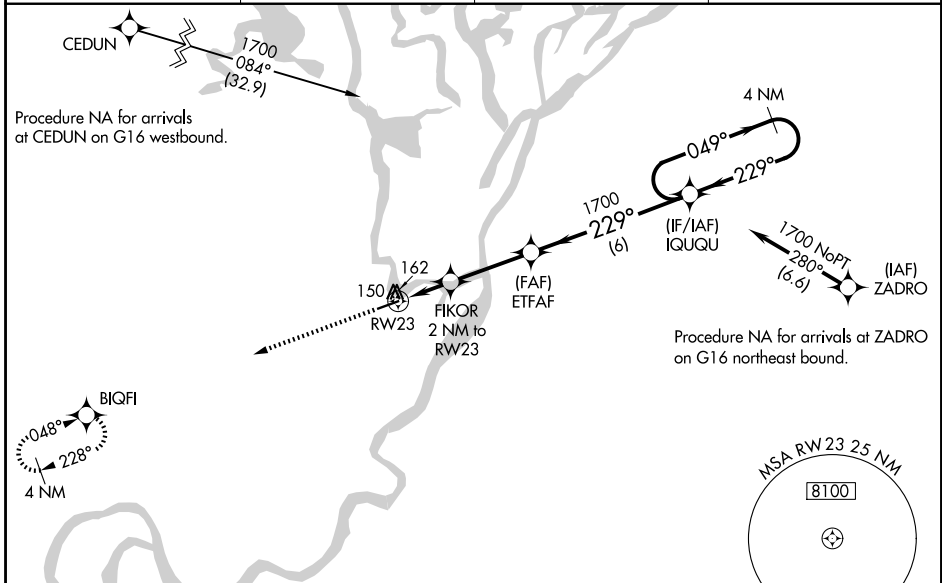 CEDUN
1700
084°
(32.9)
Procedure NA for arrivals
at CEDUN on G16 westbound.
4 NM
049°
229°
1700
229°
(6)
(IF/IAF)
IQUQU
1700 NoPT
280°
(6.6)
(IAF)
ZADRO
(FAF)
ETFAF
162
150
RW23
FIKOR
2 NM to
RW23
Procedure NA for arrivals at ZADRO
on G16 northeast bound.
BIQFI
048°
228°
4 NM
MSA RW23 25 NM
8100